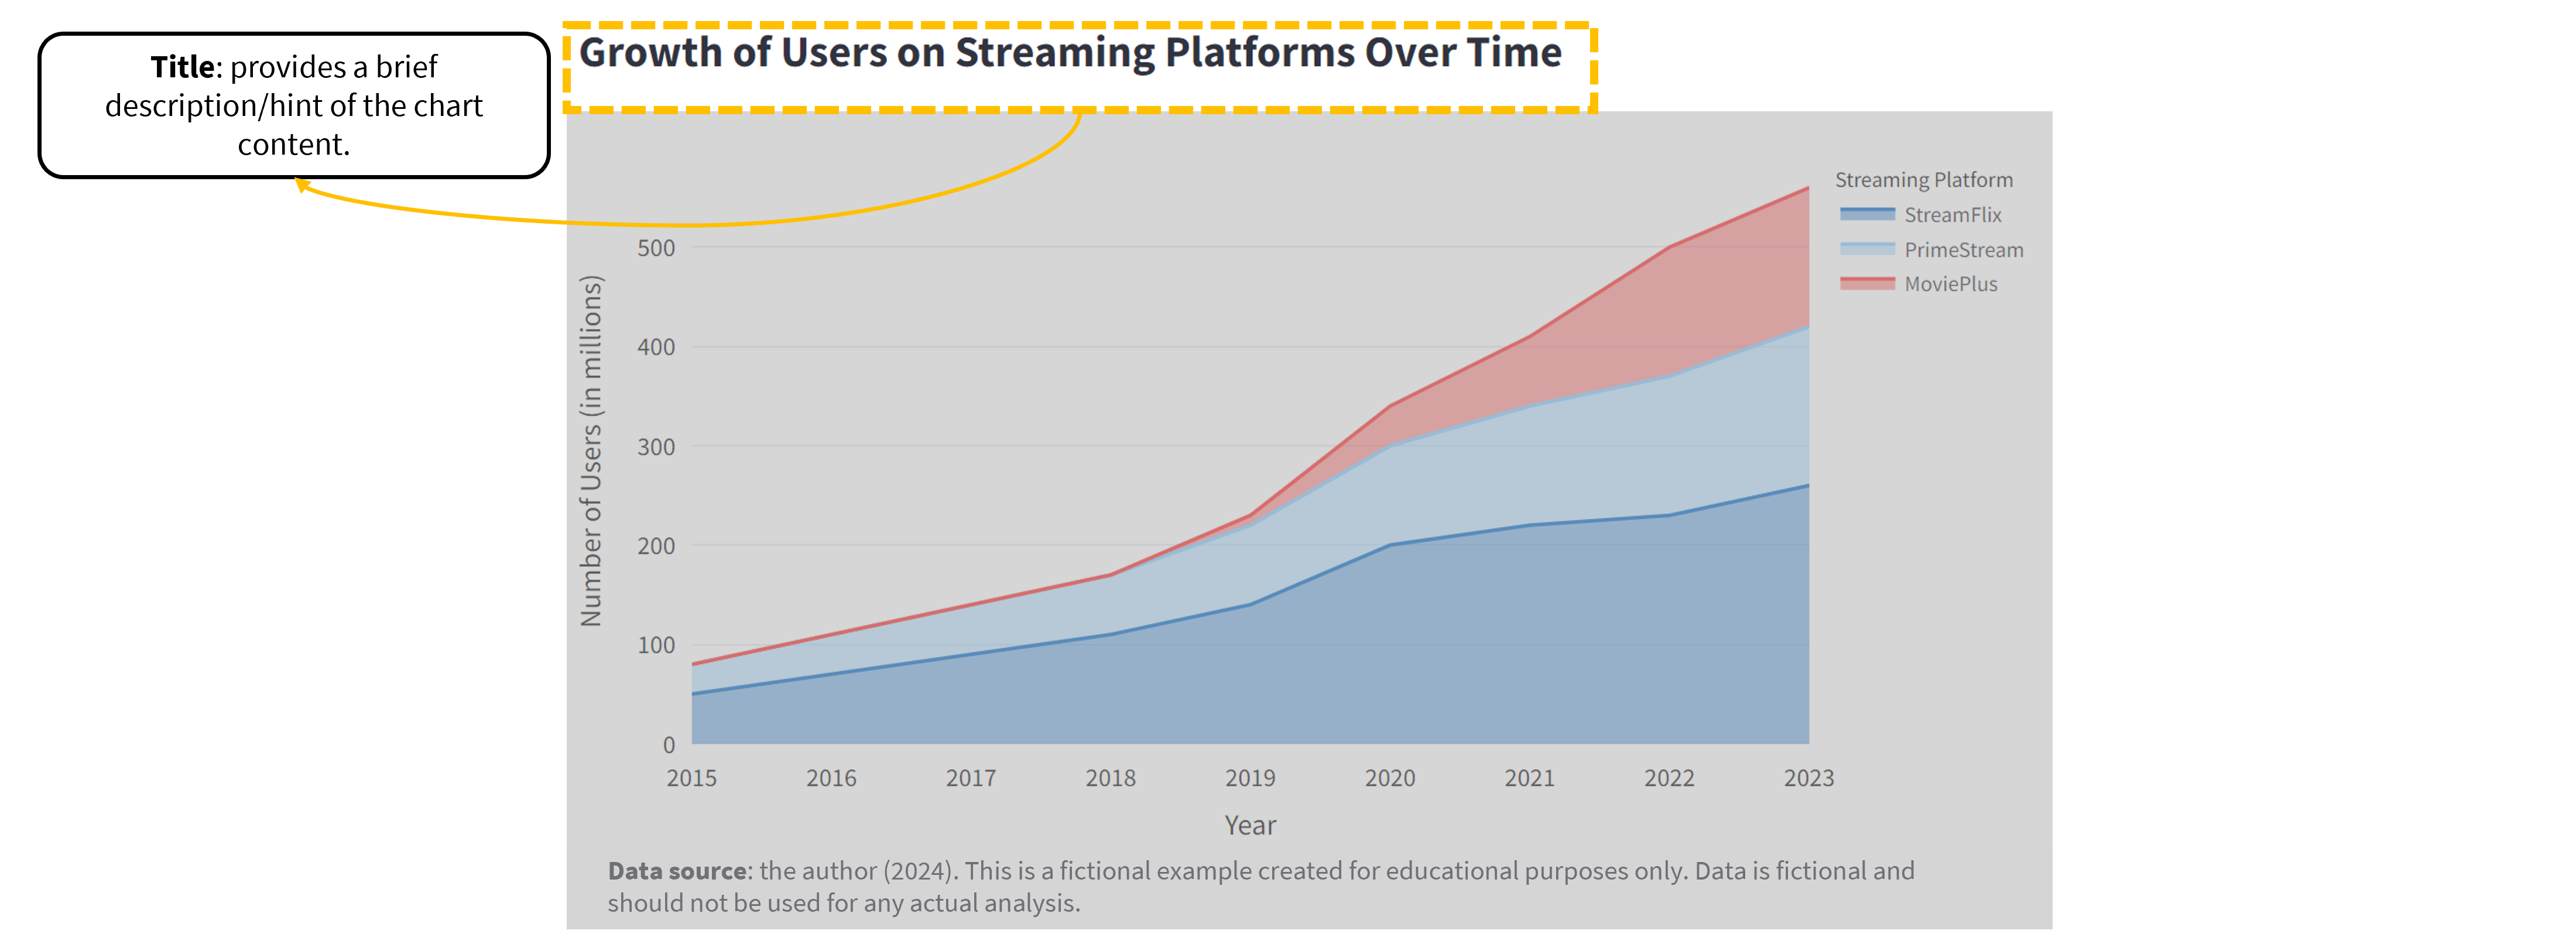 Title: provides a brief
description/hint of the chart
content.
Growth of Users on Streaming Platforms Over Time
Streaming Platform
StreamFlix
PrimeStream
MoviePlus
Number of Users (in millions)
500
400
300
200
100
0
2015 2016 2017 2018 2019 2020 2021 2022 2023
Year
Data source: the author (2024). This is a fictional example created for educational purposes only. Data is fictional and
should not be used for any actual analysis.